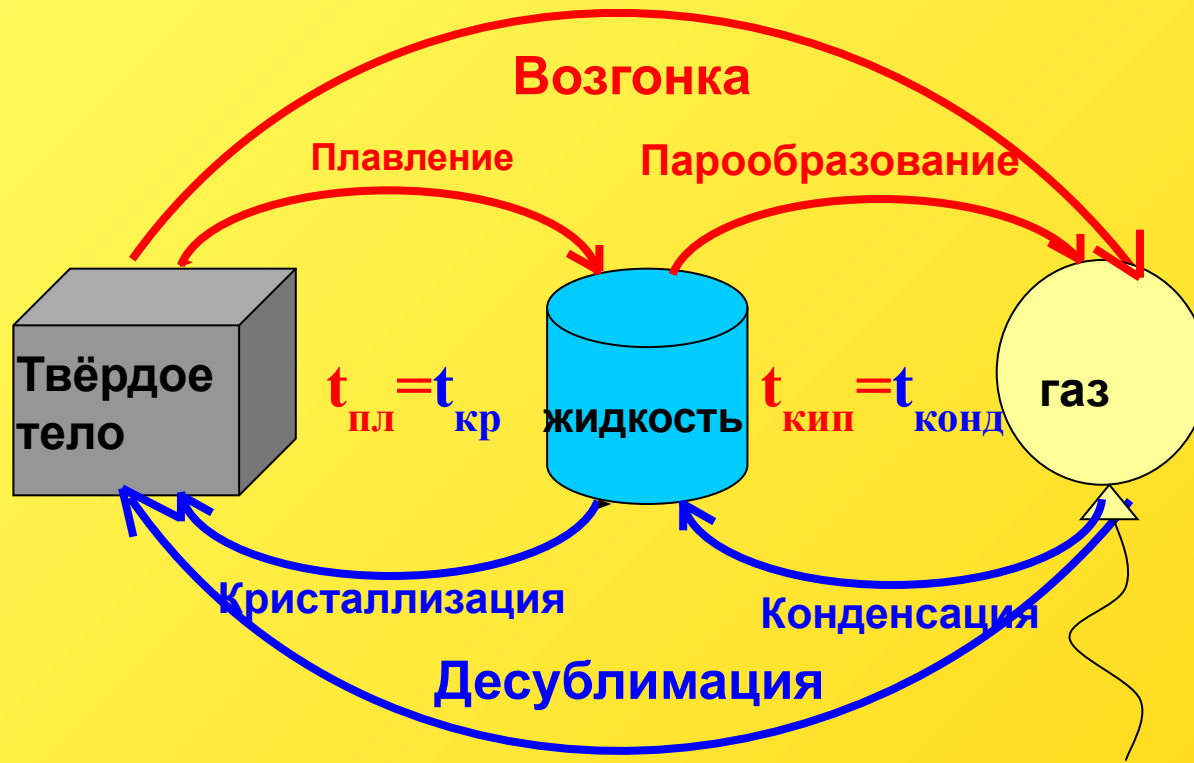 Возгонка
Плавление
Парообразование
Твёрдое
тело
tпл=tкр
жидкость
tкип=tконд
газ
Кристаллизация
Конденсация
Десублимация